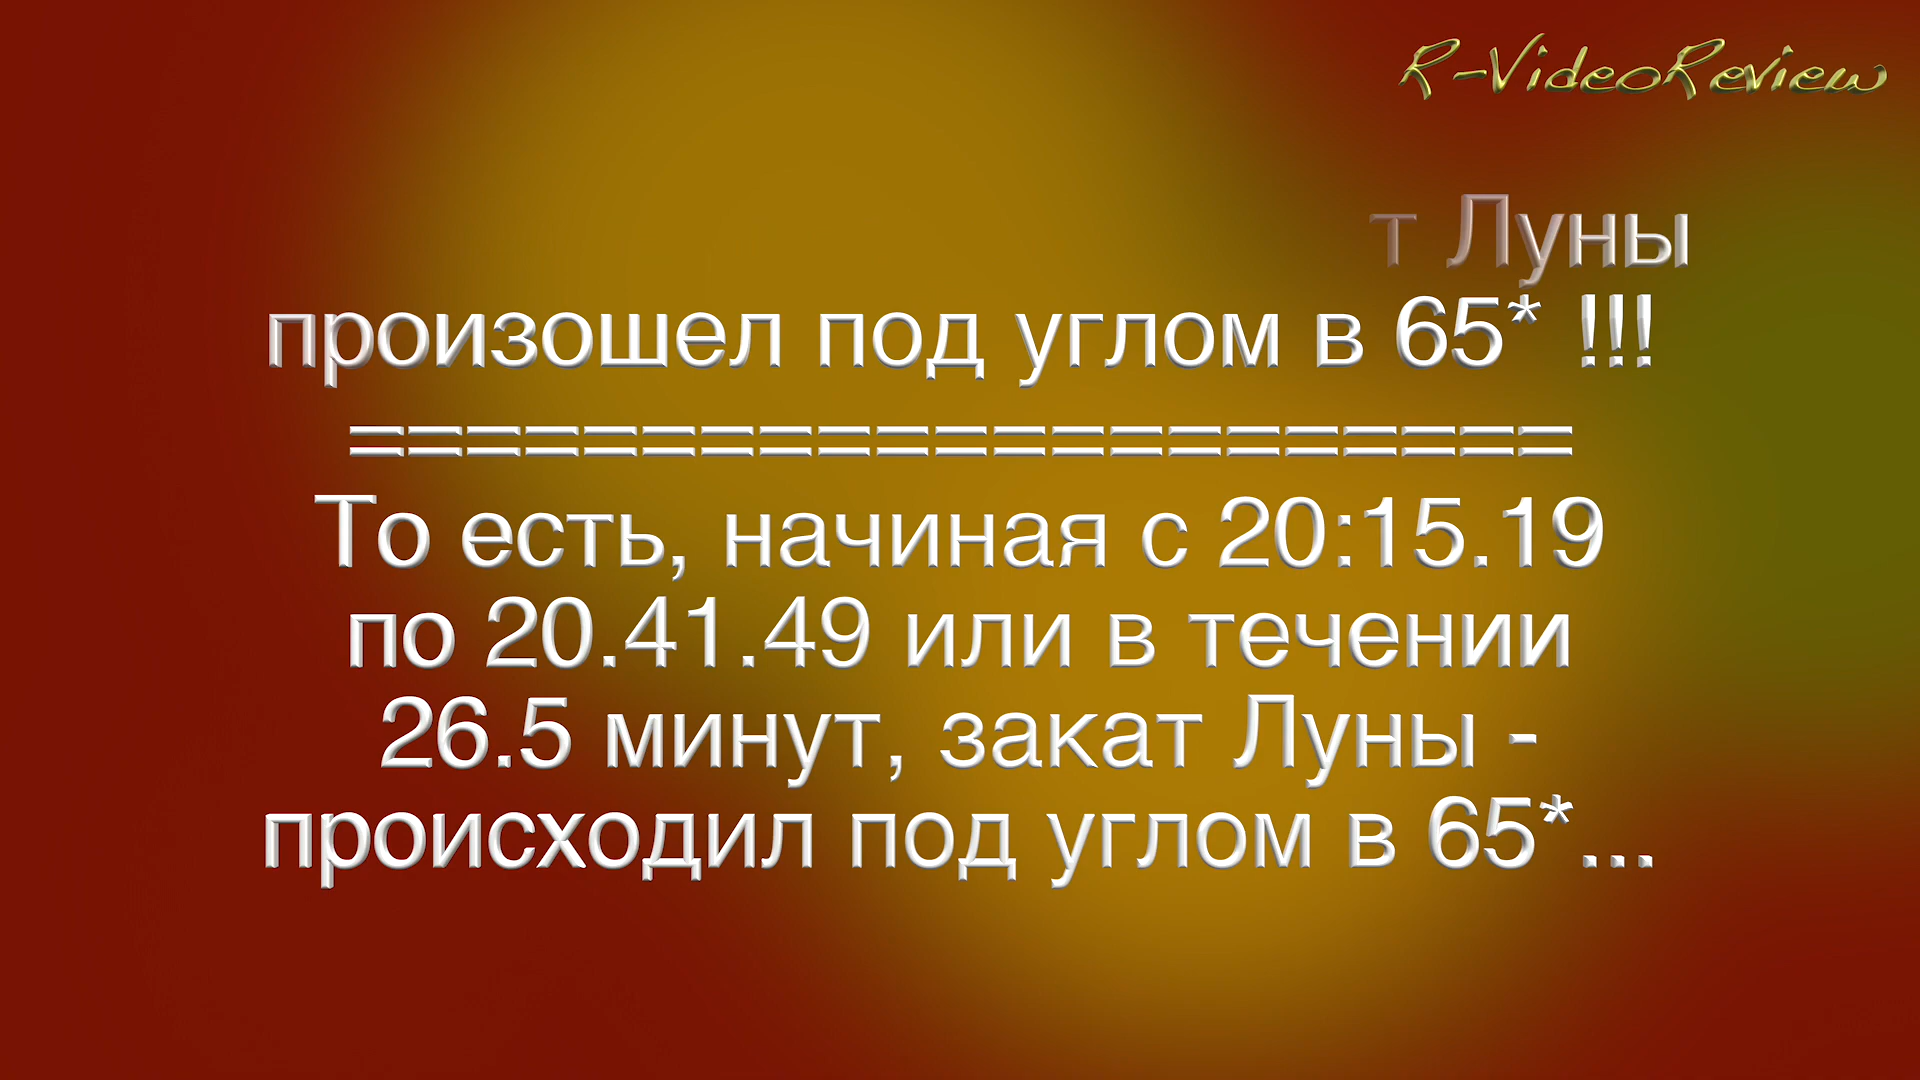 R-VideoReview
т Луны
произошел под углом в 65* !!!
=====================
То есть, начиная с 20:15.19
по 20.41.49 или в течении
26.5 минут, закат Луны -
происходил под углом в 65*...